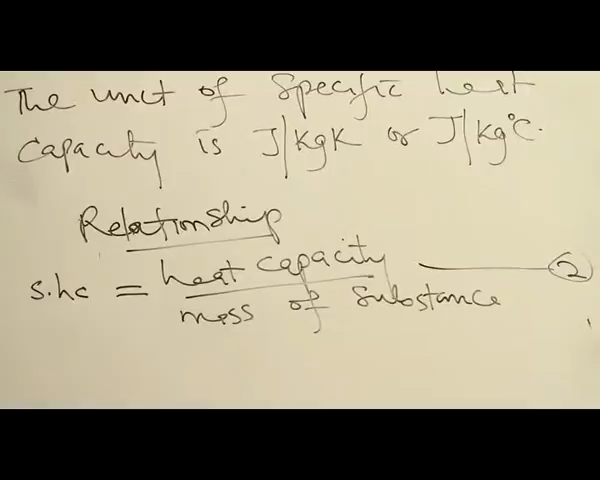 The unit of Specific heat
Capacity is J/KgK or J/Kg°C.
Relationship
s.hc = heat capacity ——— ②
mass of Substance